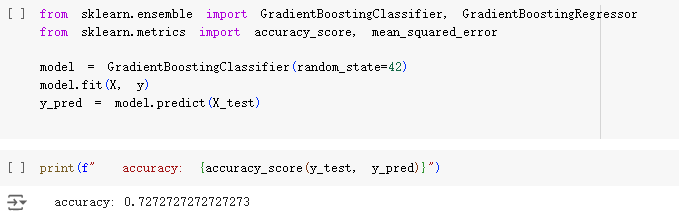 [ ] from sklearn.ensemble import GradientBoostingClassifier, GradientBoostingRegressor
from sklearn.metrics import accuracy_score, mean_squared_error
model = GradientBoostingClassifier(random_state=42)
model.fit(X, y)
y_pred = model.predict(X_test)
[ ] print(f" accuracy: {accuracy_score(y_test, y_pred)}")
accuracy: 0.7272727272727273